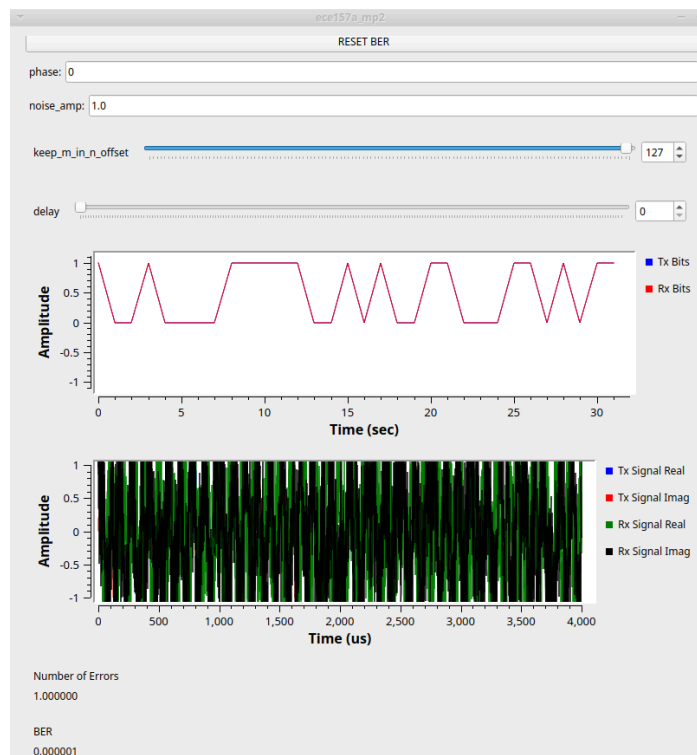 ece157a_mp2
RESET BER
phase: 0
noise_amp: 1.0
keep_m_in_n_offset 127
delay 0
1
0.5
0
-0.5
-1
Amplitude
0 5 10 15 20 25 30
Time (sec)
Tx Bits
Rx Bits
1
0.5
0
-0.5
-1
Amplitude
0 500 1,000 1,500 2,000 2,500 3,000 3,500 4,000
Time (us)
Tx Signal Real
Tx Signal Imag
Rx Signal Real
Rx Signal Imag
Number of Errors
1.000000
BER
0.000001